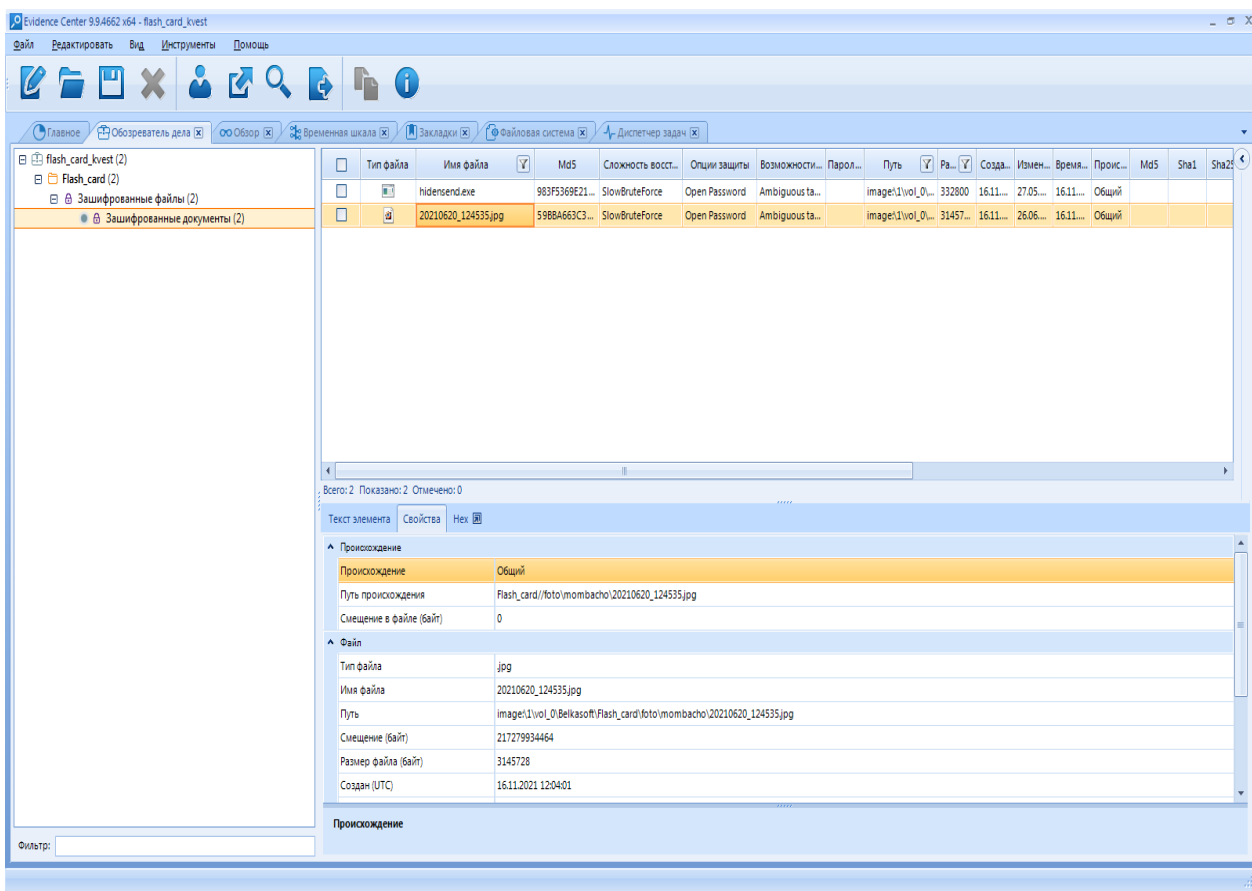 Evidence Center 9.9.4662 x64 - flash_card_kvest
Файл Редактировать Вид Инструменты Помощь
Главное Обозреватель дела Обзор Временная шкала Закладки Файловая система Диспетчер задач
flash_card_kvest (2)
Flash_card (2)
Зашифрованные файлы (2)
Зашифрованные документы (2)
Фильтр:
Тип файла Имя файла Md5 Сложность восст... Опции защиты Возможности... Парол... Путь Ра... Созда... Измен... Время... Проис... Md5 Sha1 Sha25
hidensend.exe 983F5369E21... SlowBruteForce Open Password Ambiguous ta... image:\1\vol_0\... 332800 16.11.... 27.05.... 16.11.... Общий
20210620_124535.jpg 59BBA663C3... SlowBruteForce Open Password Ambiguous ta... image:\1\vol_0\... 31457... 16.11.... 26.06.... 16.11.... Общий
Всего: 2 Показано: 2 Отмечено: 0
Текст элемента Свойства Hex
Происхождение
Происхождение Общий
Путь происхождения Flash_card//foto\mombacho\20210620_124535.jpg
Смещение в файле (байт) 0
Файл
Тип файла .jpg
Имя файла 20210620_124535.jpg
Путь image:\1\vol_0\Belkasoft\Flash_card\foto\mombacho\20210620_124535.jpg
Смещение (байт) 217279934464
Размер файла (байт) 3145728
Создан (UTC) 16.11.2021 12:04:01
Происхождение